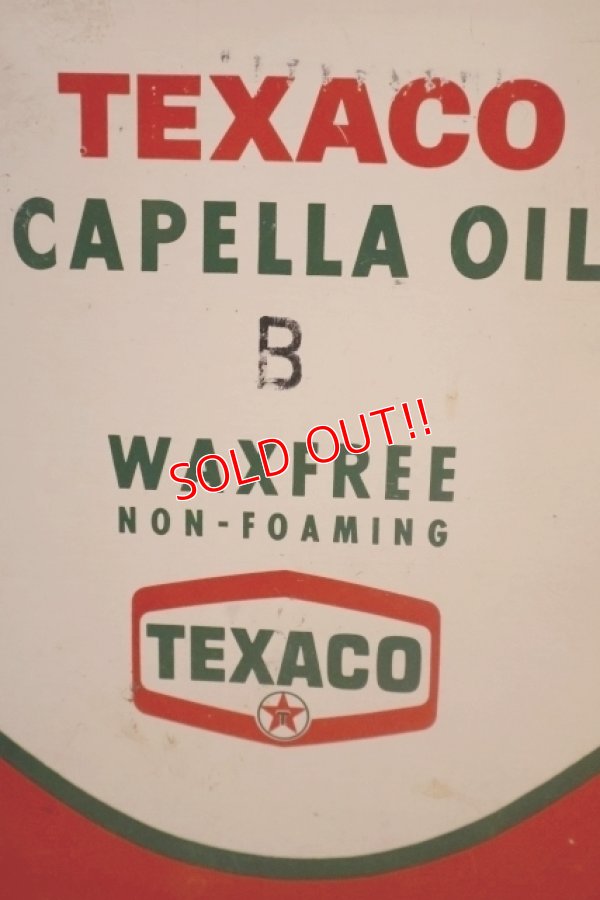 TEXACO
CAPELLA OIL
B
WAXFREE
SOLD OUT!!
NON-FOAMING
TEXACO
T